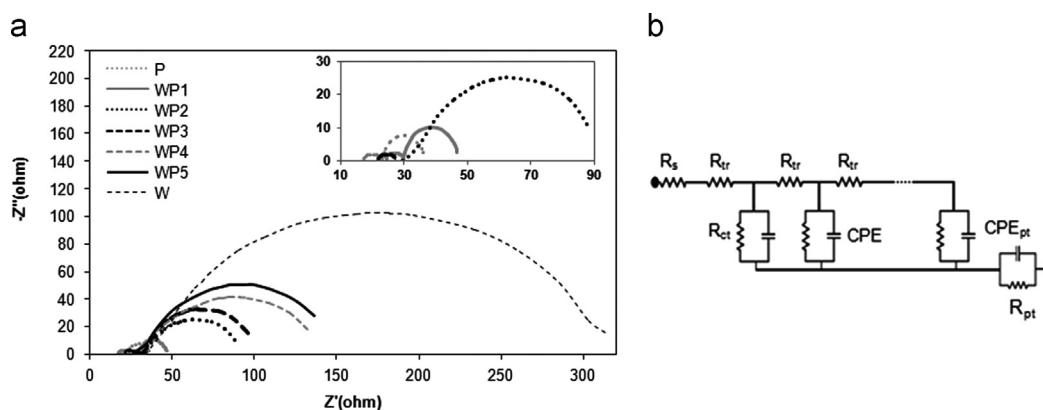 a
b
220
200
180
160
140
120
100
80
60
40
20
0
-Z"(ohm)
P
WP1
WP2
WP3
WP4
WP5
W
30
20
10
0
10 30 50 70 90
0 50 100 150 200 250 300
Z'(ohm)
Rs Rtr Rtr Rtr
Rct CPE CPEpt
Rpt